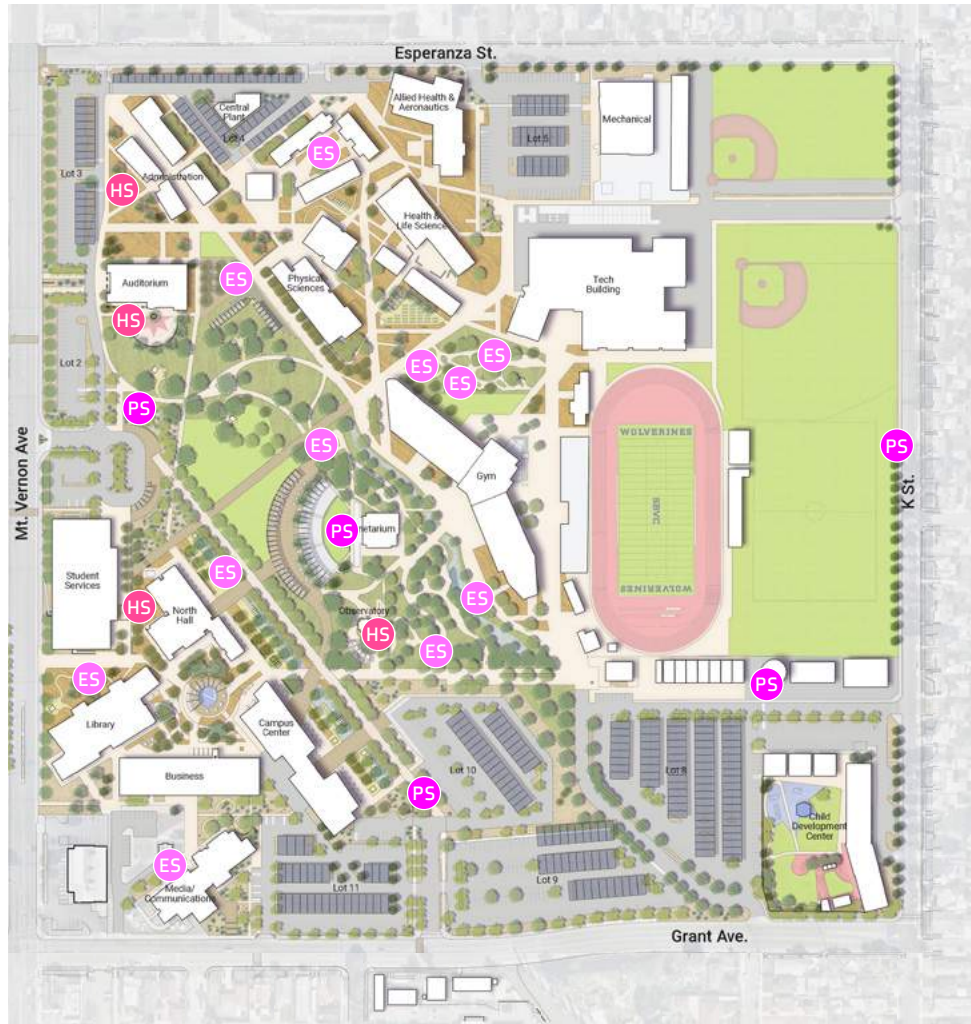 Esperanza St.
Allied Health &
Aeronautics
Central
Plant
Lot 4
Lot 5
Mechanical
ES
Lot 3
Administration
HS
Health &
Life Science
Auditorium
ES
Physical
Sciences
Tech
Building
HS
Lot 2
ES
ES
ES
PS
WOLVERINES
ES
PS
Gym
K St.
Mt. Vernon Ave
SBVC
PS
netarium
Student
Services
ES
ES
WOLVERINES
HS
North
Hall
Observatory
HS
ES
ES
PS
Library
Campus
Center
Business
Lot 10
Lot 8
PS
Child
Development
Center
ES
Media/
Communications
Lot 11
Lot 9
Grant Ave.